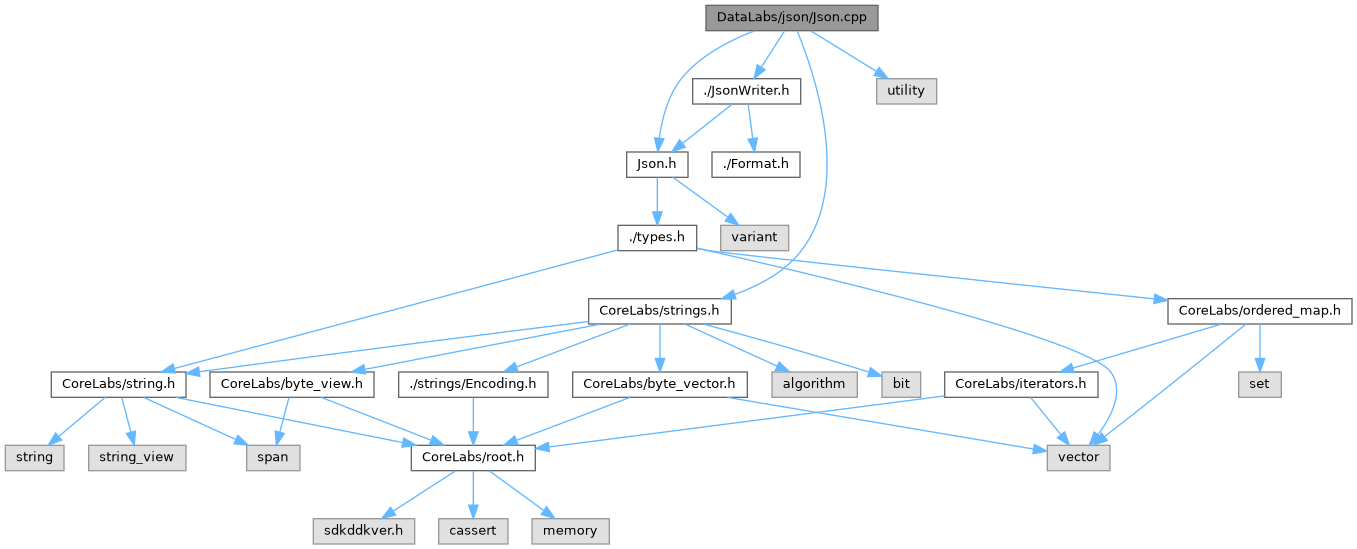 DataLabs/json/Json.cpp
./JsonWriter.h
utility
Json.h
./Format.h
./types.h
variant
CoreLabs/strings.h
CoreLabs/ordered_map.h
CoreLabs/string.h
CoreLabs/byte_view.h
./strings/Encoding.h
CoreLabs/byte_vector.h
algorithm
bit
CoreLabs/iterators.h
set
string
string_view
span
CoreLabs/root.h
vector
sdkddkver.h
cassert
memory